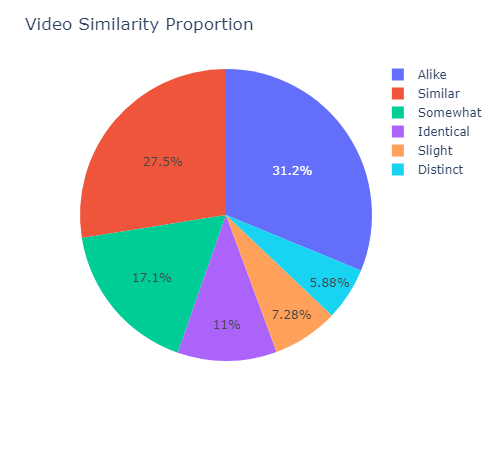 Video Similarity Proportion
Alike
Similar
Somewhat
Identical
Slight
Distinct
31.2%
27.5%
17.1%
11%
7.28%
5.88%